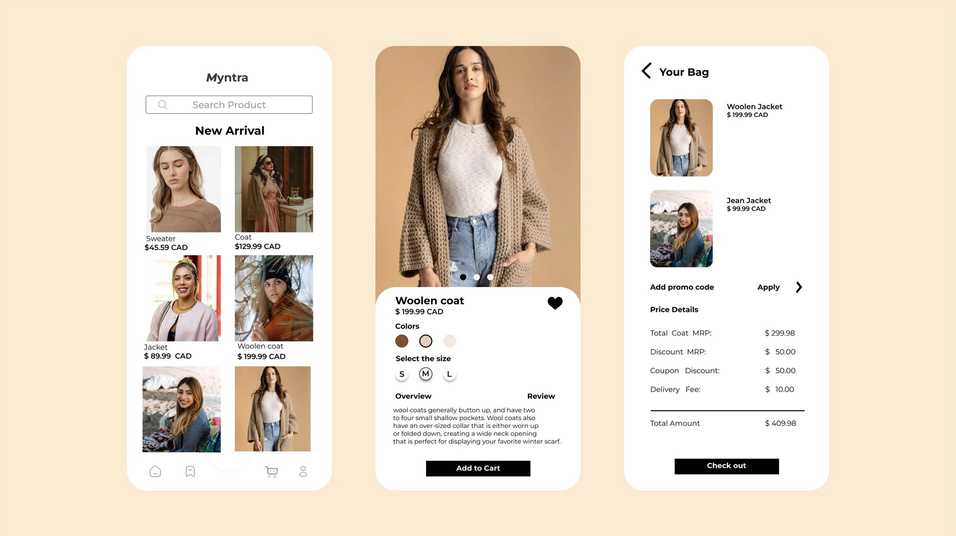 Myntra
Search Product
New Arrival
Sweater
$45.59 CAD
Coat
$129.99 CAD
Jacket
$ 89.99 CAD
Woolen coat
$ 199.99 CAD
Woolen coat
$ 199.99 CAD
Colors
Select the size
S M L
Overview Review
wool coats generally button up, and have two
to four small shallow pockets. Wool coats also
have an over-sized collar that is either worn up
or folded down, creating a wide neck opening
that is perfect for displaying your favorite winter scarf.
Add to Cart
Your Bag
Woolen Jacket
$ 199.99 CAD
Jean Jacket
$ 99.99 CAD
Add promo code Apply
Price Details
Total Coat MRP: $ 299.98
Discount MRP: $ 50.00
Coupon Discount: $ 50.00
Delivery Fee: $ 10.00
Total Amount $ 409.98
Check out